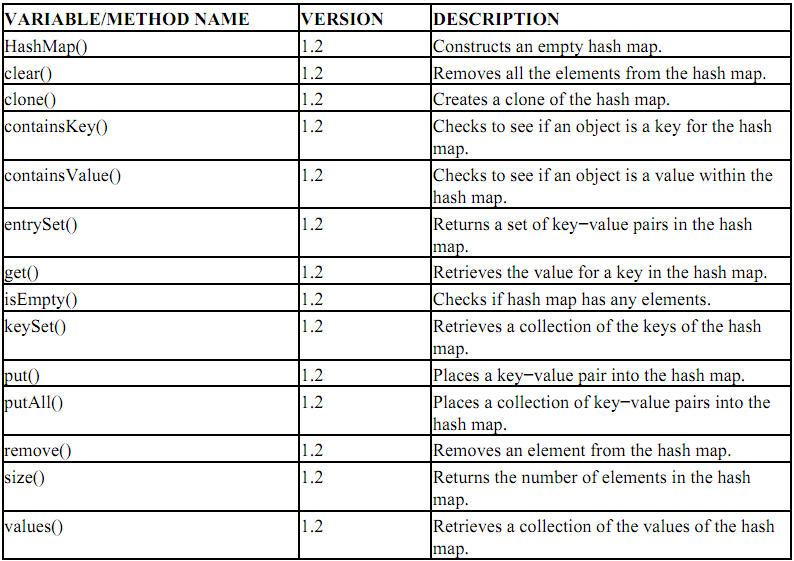 VARIABLE/METHOD NAME VERSION DESCRIPTION
HashMap() 1.2 Constructs an empty hash map.
clear() 1.2 Removes all the elements from the hash map.
clone() 1.2 Creates a clone of the hash map.
containsKey() 1.2 Checks to see if an object is a key for the hash
map.
containsValue() 1.2 Checks to see if an object is a value within the
hash map.
entrySet() 1.2 Returns a set of key−value pairs in the hash
map.
get() 1.2 Retrieves the value for a key in the hash map.
isEmpty() 1.2 Checks if hash map has any elements.
keySet() 1.2 Retrieves a collection of the keys of the hash
map.
put() 1.2 Places a key−value pair into the hash map.
putAll() 1.2 Places a collection of key−value pairs into the
hash map.
remove() 1.2 Removes an element from the hash map.
size() 1.2 Returns the number of elements in the hash
map.
values() 1.2 Retrieves a collection of the values of the hash
map.